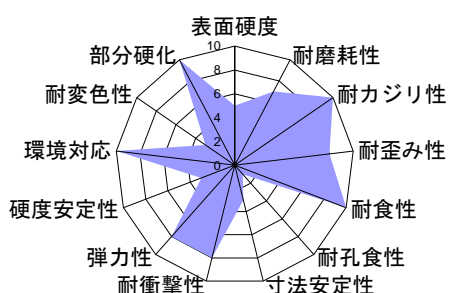 表面硬度
部分硬化
耐磨耗性
耐変色性
耐カジリ性
環境対応
耐歪み性
硬度安定性
耐食性
弾力性
耐孔食性
耐衝撃性
寸法安定性
10
8
6
4
2
0